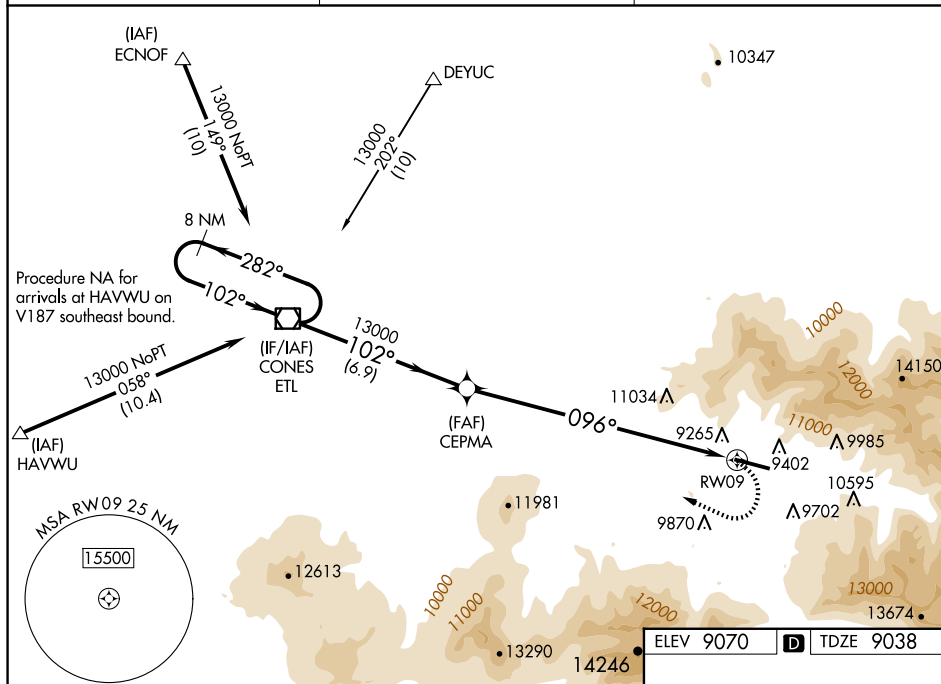 (IAF)
ECNOF
13000 NoPT
149°
(10)
DEYUC
13000
202°
(10)
10347
8 NM
282°
102°
Procedure NA for
arrivals at HAVWU on
V187 southeast bound.
(IF/IAF)
CONES
ETL
13000
102°
(6.9)
13000 NoPT
058°
(10.4)
(IAF)
HAVWU
(FAF)
CEPMA
096°
RW09
10000
12000
14150
11034
11000
9265
9402
9985
10595
9702
9870
11981
MSA RW09 25 NM
15500
12613
10000
11000
12000
13000
13674
13290
14246
ELEV 9070
D
TDZE 9038